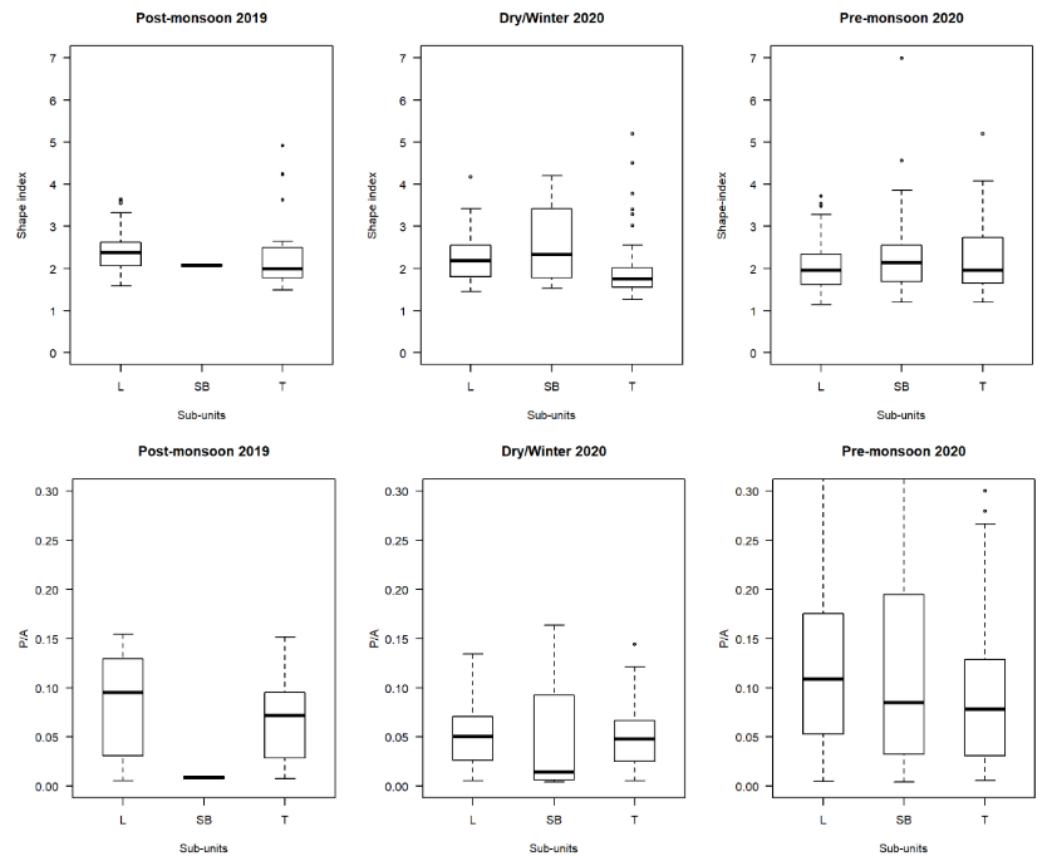 Post-monsoon 2019
Dry/Winter 2020
Pre-monsoon 2020
7
6
5
4
3
2
1
0
Shape index
L SB T
Sub-units
7
6
5
4
3
2
1
0
Shape index
L SB T
Sub-units
7
6
5
4
3
2
1
0
Shape-index
L SB T
Sub-units
Post-monsoon 2019
Dry/Winter 2020
Pre-monsoon 2020
0.30
0.25
0.20
0.15
0.10
0.05
0.00
P/A
L SB T
Sub-units
0.30
0.25
0.20
0.15
0.10
0.05
0.00
P/A
L SB T
Sub-units
0.30
0.25
0.20
0.15
0.10
0.05
0.00
P/A
L SB T
Sub-units